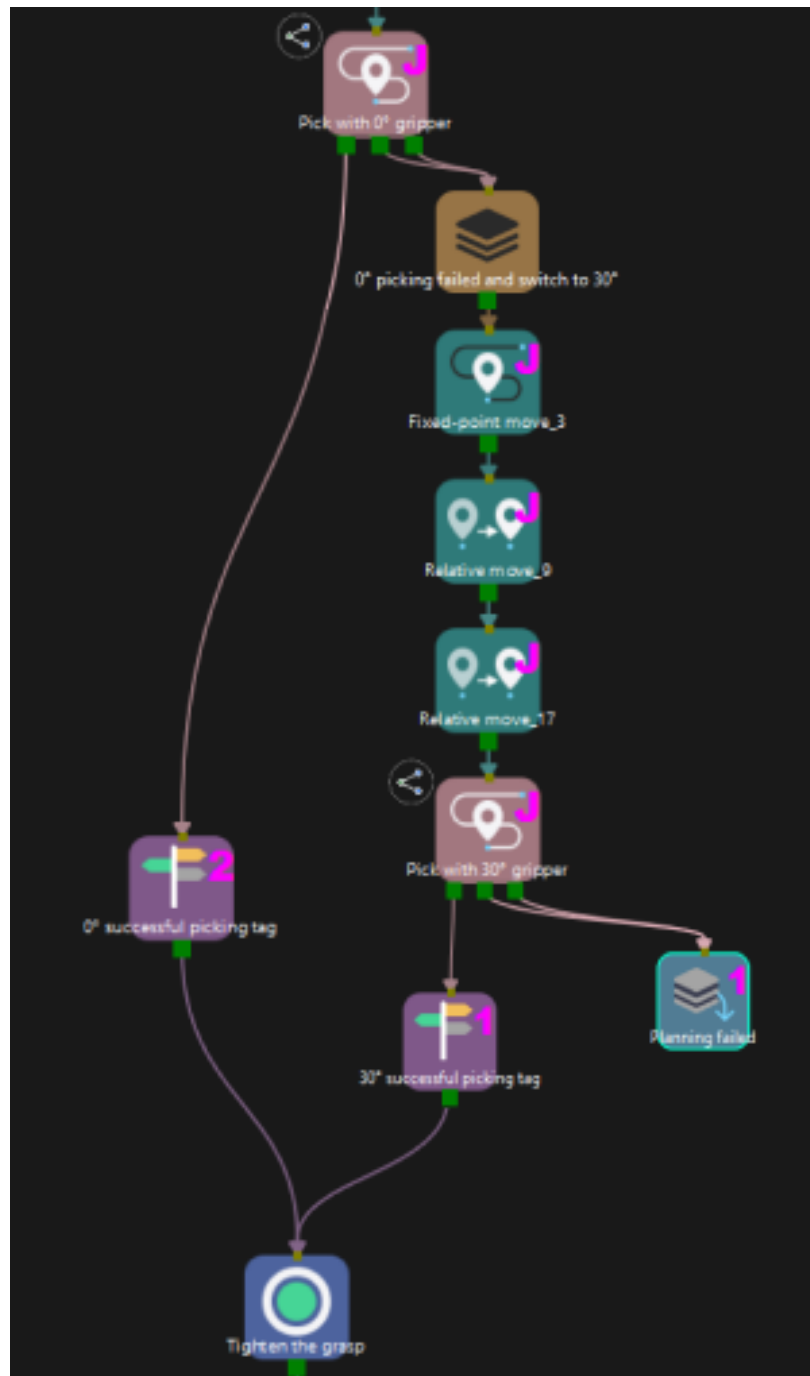 J
Pick with 0° gripper
0° picking failed and switch to 30°
J
Fixed-point move_3
J
Relative move_9
J
Relative move_17
J
Pick with 30° gripper
2
0° successful picking tag
1
Planning failed
1
30° successful picking tag
Tighten the grasp